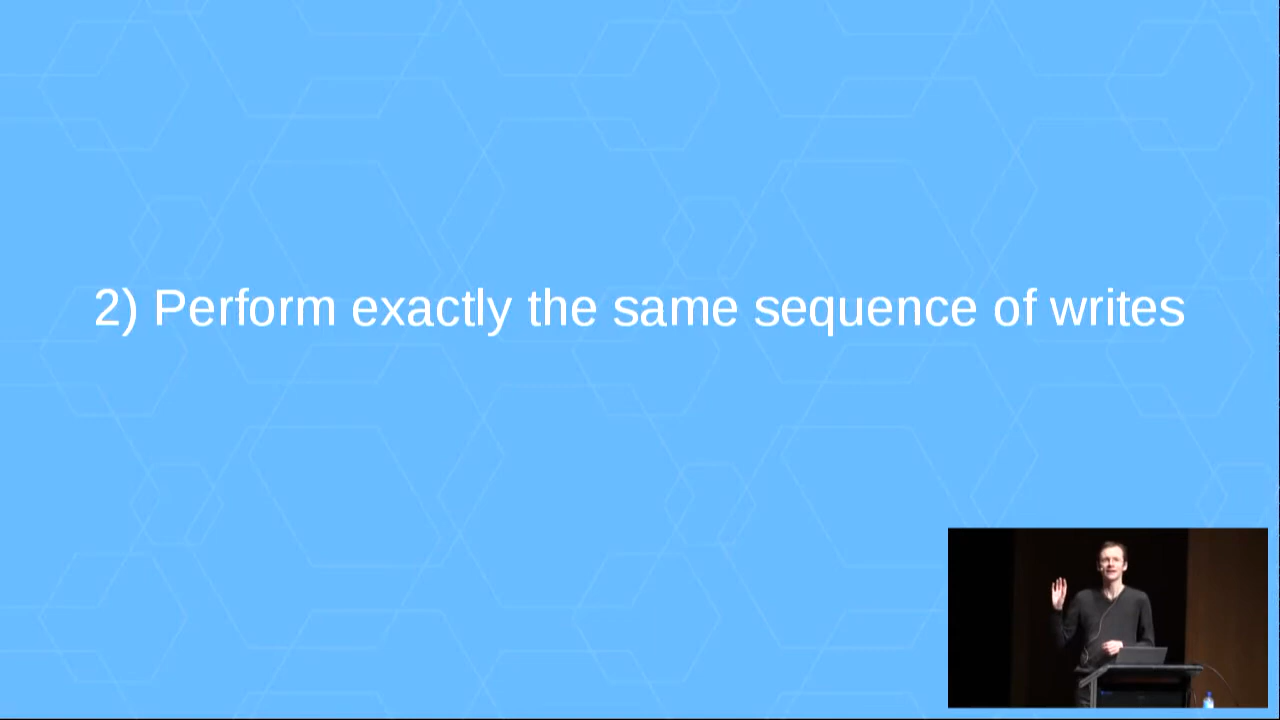 2) Perform exactly the same sequence of writes